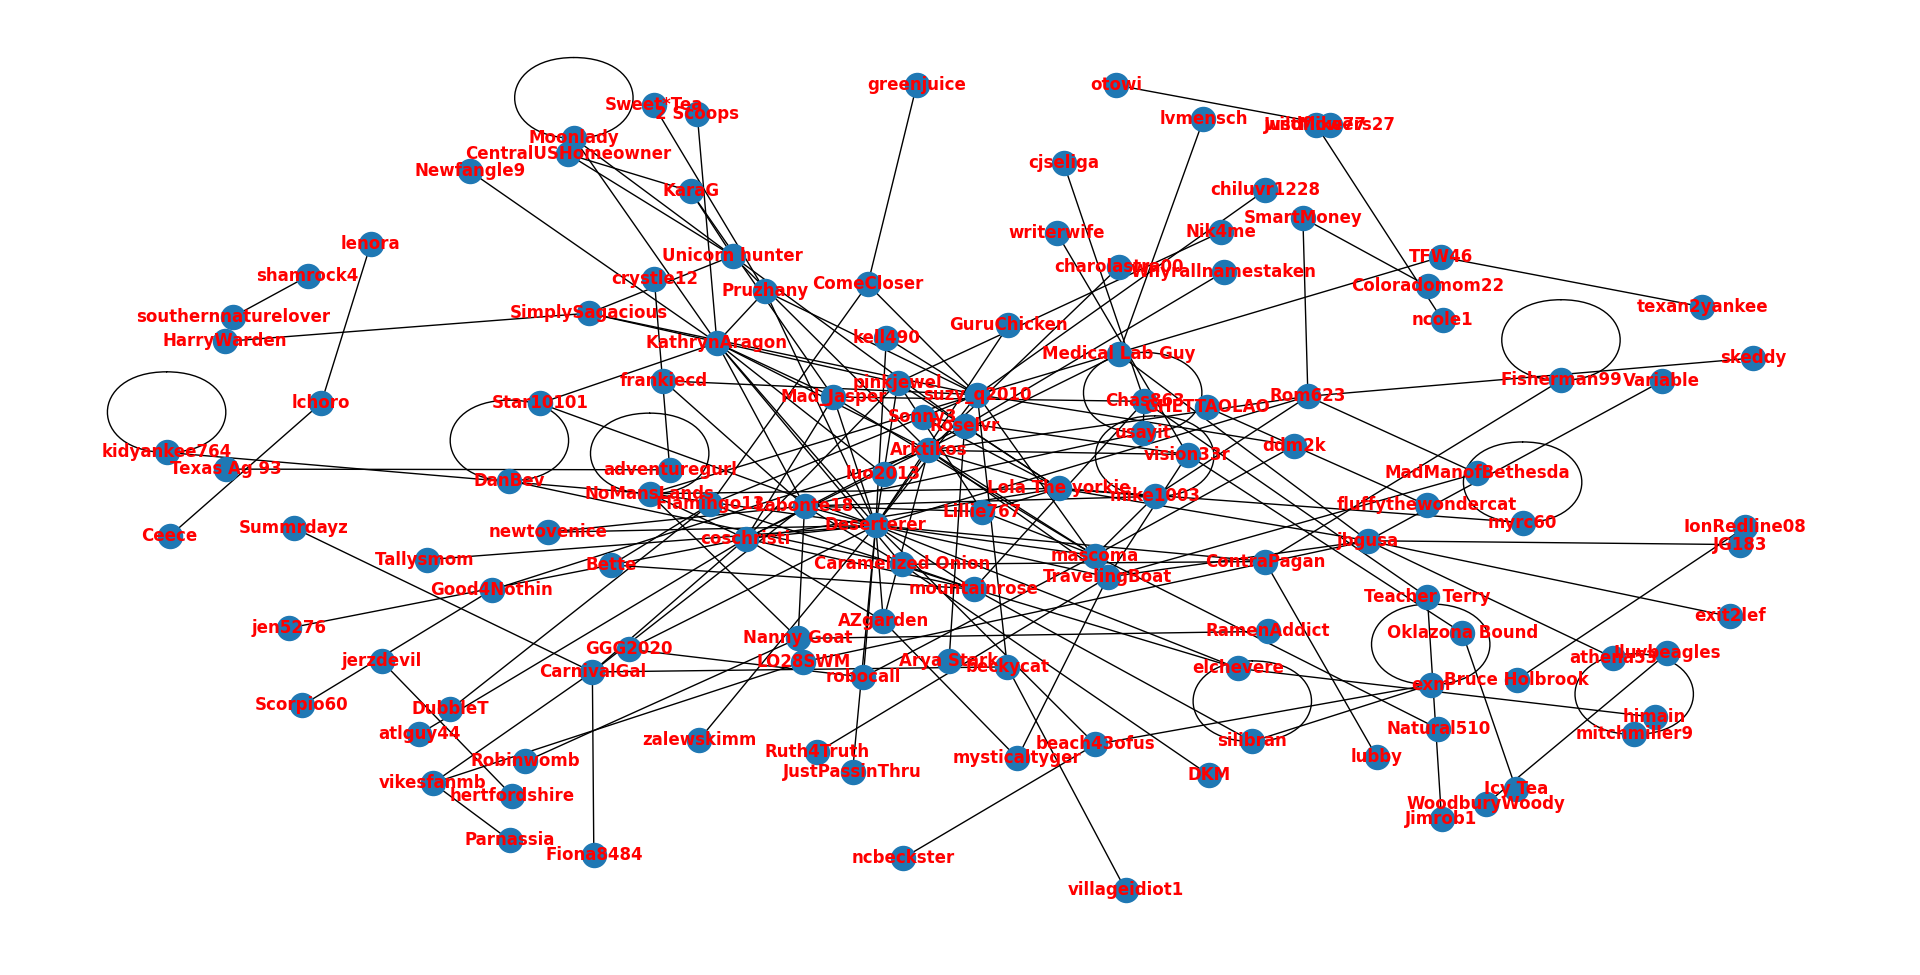 greenjuice
otowi
Sweet*Tea
2 Scoops
lvmensch
JustMike77
wildflowers27
Moonlady
CentralUSHomeowner
Newfangle9
cjseliga
KaraG
chiluvr1228
SmartMoney
writerwife
Nik4me
lenora
Unicorn hunter
TFW46
charolastra00
Whyrallnamestaken
shamrock4
crystle12
Pruzhany
ComeCloser
Coloradomom22
texan2yankee
southernnaturelover
SimplySagacious
GuruChicken
ncole1
HarryWarden
KathrynAragon
kell490
Medical Lab Guy
skeddy
frankiecd
pinkjewel
Fisherman99
Variable
lchoro
Star10101
Mad_Jasper
suzy_q2010
Chas863
GHETTAOLAO
Rom623
Sonny3
Roselvr
usayit
kidyankee764
Arktikos
vision33r
ddm2k
Texas Ag 93
adventuregurl
luo2013
MadManofBethesda
DanBev
NoMansLands
Flamingo13
Labonte18
Lola The yorkie
mike1003
fluffythewondercat
Lillie767
myrc60
Ceece
Summrdayz
newtovenice
coschristi
Deserterer
jbgusa
IonRedline08
JG183
Tallysmom
Bette
Caramelized Onion
mascoma
TravelingBoat
ContraPagan
Good4Nothin
mountainrose
Teacher Terry
jen5276
AZgarden
exit2lef
Nanny Goat
RamenAddict
Oklazona Bound
jerzdevil
GGG2020
CarnivalGal
LO28SWM
robocall
Arya Stark
beckycat
elchevere
athena53
iluvbeagles
Bruce Holbrook
exnr
Scorpio60
DubbleT
atlguy44
himain
mitchmiller9
Natural510
zalewskimm
Ruth4Truth
JustPassinThru
mysticaltyger
beach43ofus
silibran
lubby
Robinwomb
vikesfanmb
hertfordshire
DKM
Icy Tea
WoodburyWoody
Jimrob1
Parnassia
Fiona8484
ncbeckster
villageidiot1